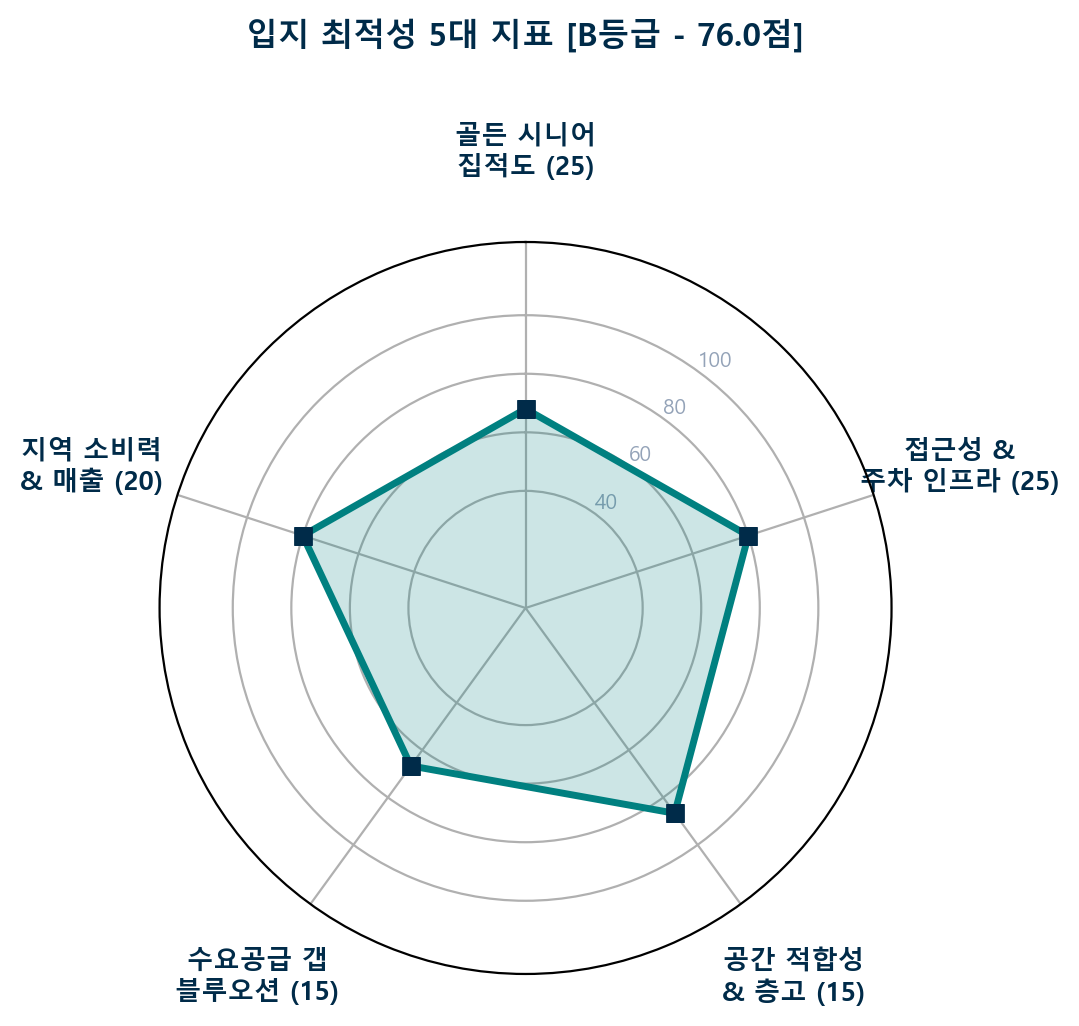 입지 최적성 5대 지표 [B등급 - 76.0점]
골든 시니어
집적도 (25)
100
80
60
40
지역 소비력
& 매출 (20)
접근성 &
주차 인프라 (25)
수요공급 갭
블루오션 (15)
공간 적합성
& 층고 (15)